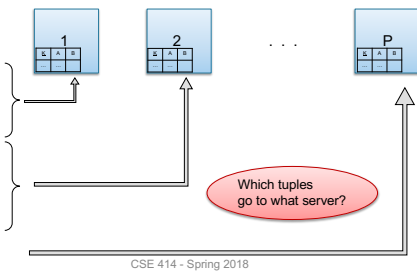 1
2
. . .
P
K A B
... ...
K A B
... ...
K A B
... ...
Which tuples
go to what server?
CSE 414 - Spring 2018